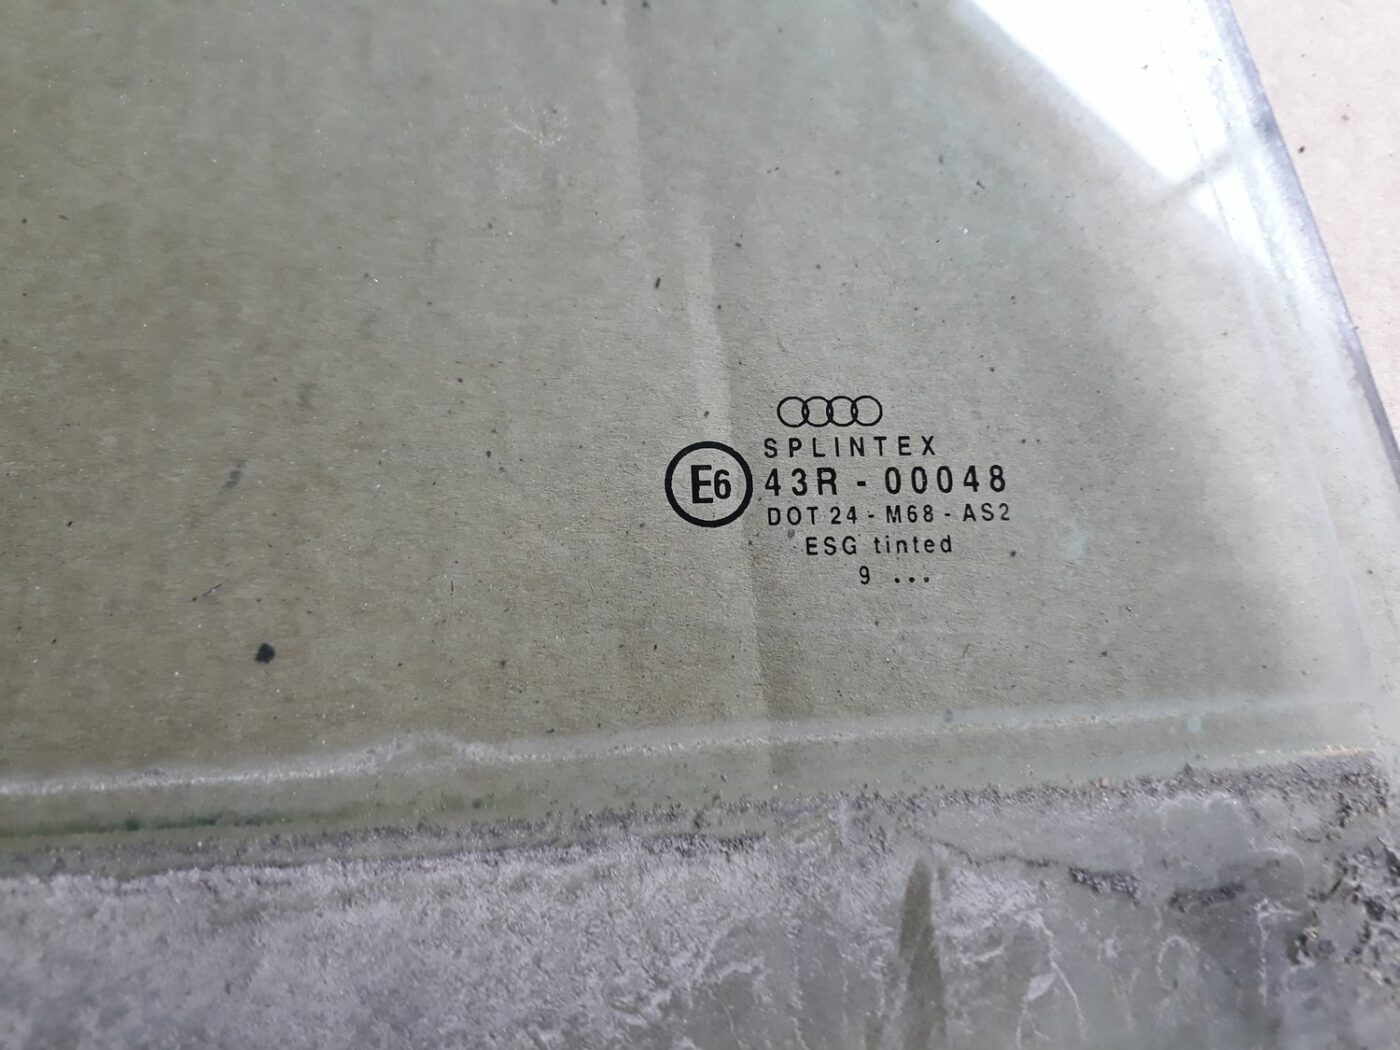 SPLINTEX
E6 43R - 00048
DOT 24 - M68 - AS2
ESG tinted
9 ...